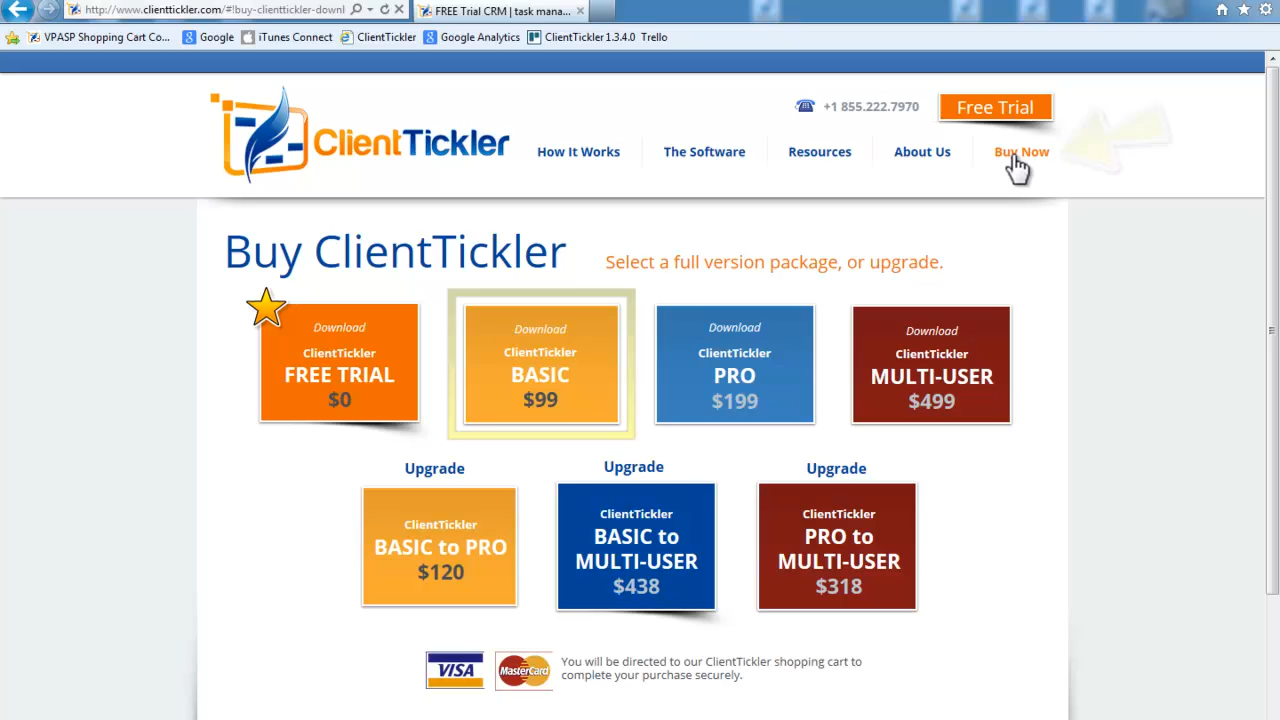 http://www.clienttickler.com/#!buy-clienttickler-downl
FREE Trial CRM | task mana...
VPASP Shopping Cart Co...
Google
iTunes Connect
ClientTickler
Google Analytics
ClientTickler 1.3.4.0 Trello
+1 855.222.7970
Free Trial
ClientTickler
How It Works
The Software
Resources
About Us
Buy Now
Buy ClientTickler
Select a full version package, or upgrade.
Download
ClientTickler
FREE TRIAL
$0
Download
ClientTickler
BASIC
$99
Download
ClientTickler
PRO
$199
Download
ClientTickler
MULTI-USER
$499
Upgrade
ClientTickler
BASIC to PRO
$120
Upgrade
ClientTickler
BASIC to
MULTI-USER
$438
Upgrade
ClientTickler
PRO to
MULTI-USER
$318
VISA
MasterCard
You will be directed to our ClientTickler shopping cart to
complete your purchase securely.